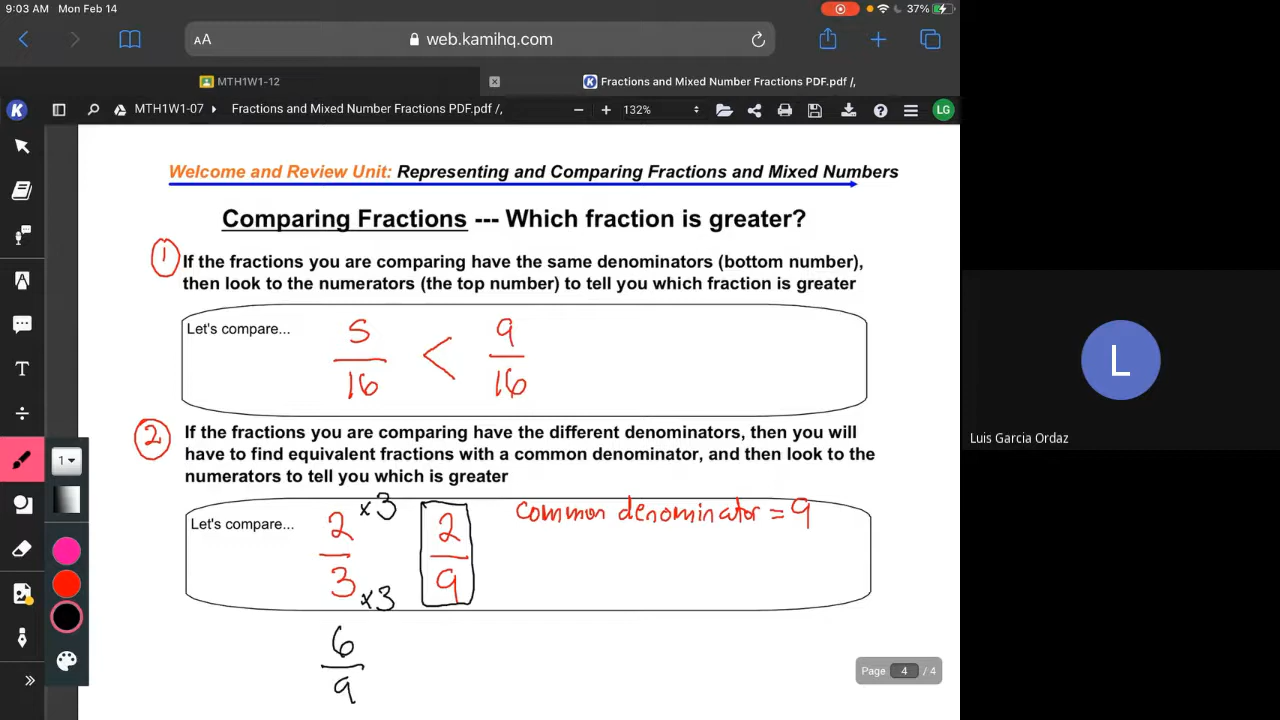 9:03 AM Mon Feb 14
37%
AA
web.kamihq.com
MTH1W1-12
Fractions and Mixed Number Fractions PDF.pdf /,
MTH1W1-07
Fractions and Mixed Number Fractions PDF.pdf /,
132%
LG
Welcome and Review Unit: Representing and Comparing Fractions and Mixed Numbers
Comparing Fractions --- Which fraction is greater?
1 If the fractions you are comparing have the same denominators (bottom number),
then look to the numerators (the top number) to tell you which fraction is greater
Let's compare...
5/16 < 9/16
2 If the fractions you are comparing have the different denominators, then you will
have to find equivalent fractions with a common denominator, and then look to the
numerators to tell you which is greater
Let's compare...
2/3 ×3 ×3 2/9
common denominator = 9
6/9
1
T
Page 4 / 4
L
Luis Garcia Ordaz